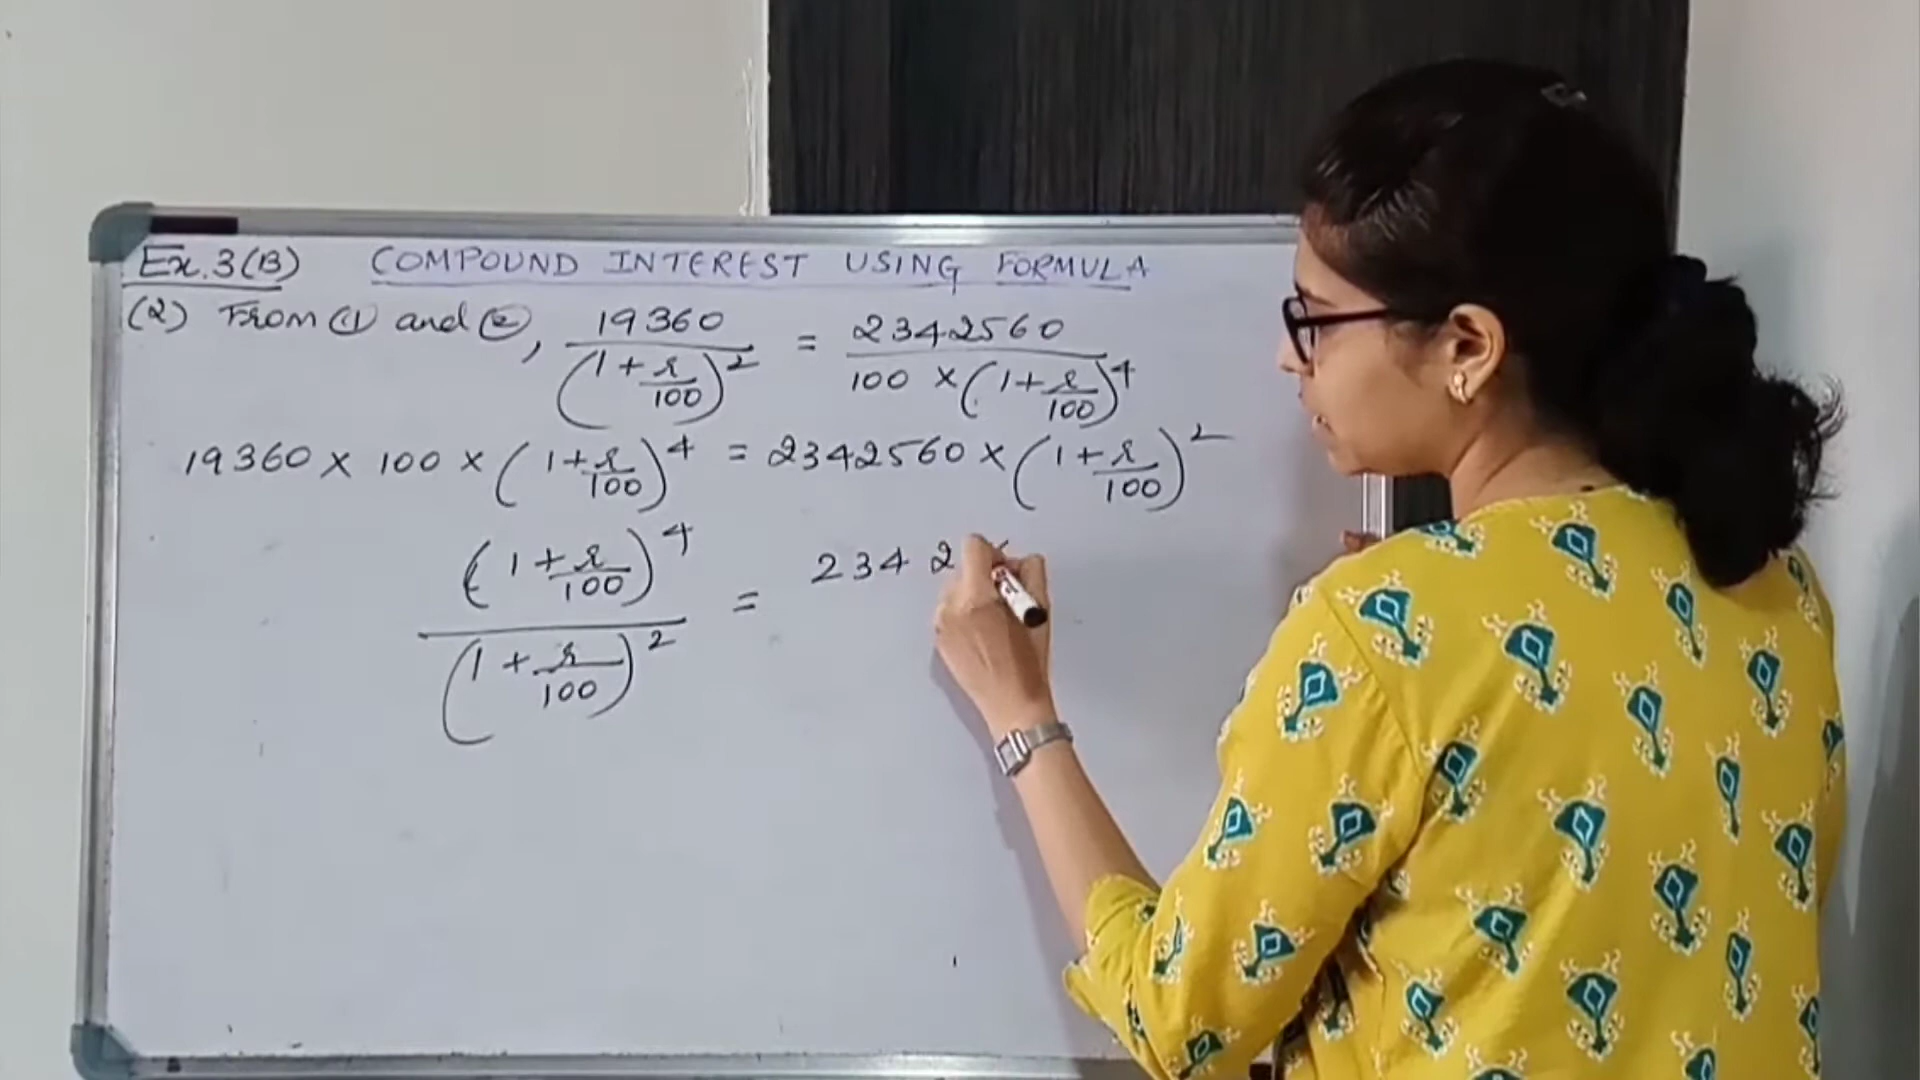 Ex. 3(B) COMPOUND INTEREST USING FORMULA
(2) From ① and ②, 19360 / (1 + r/100)^2 = 2342560 / 100 × (1 + r/100)^4
19360 × 100 × (1 + r/100)^4 = 2342560 × (1 + r/100)^2
(1 + r/100)^4 / (1 + r/100)^2 = 2342